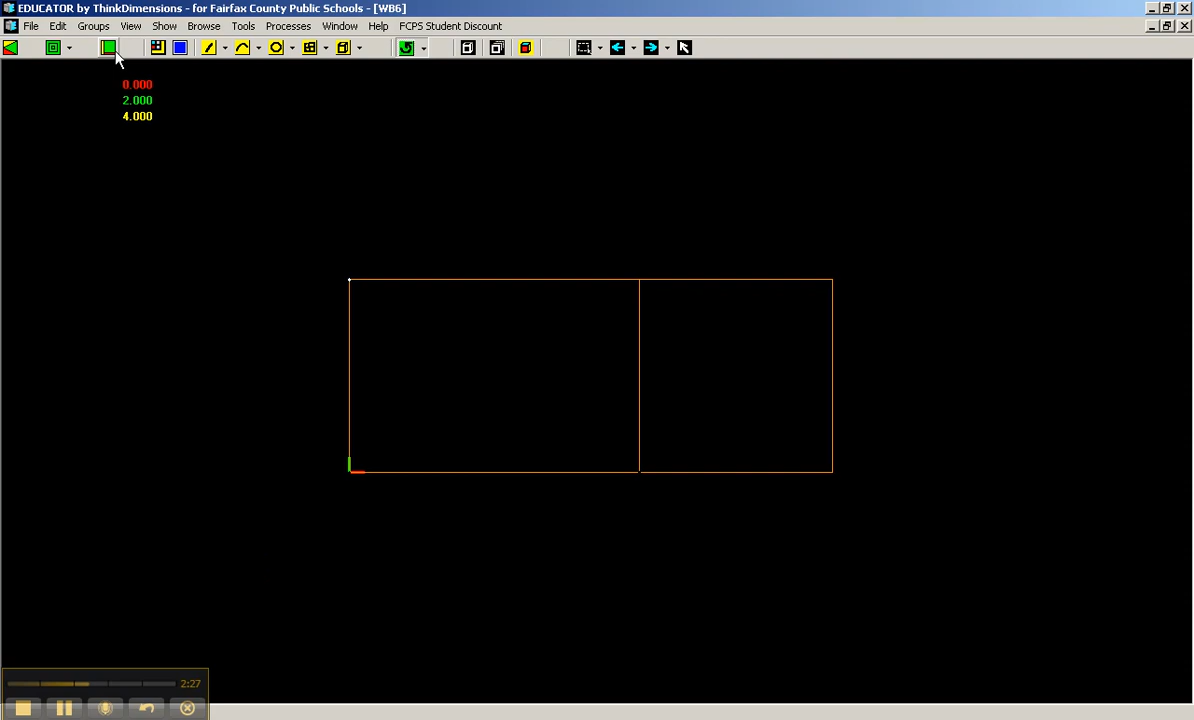 EDUCATOR by ThinkDimensions - for Fairfax County Public Schools - [WB6]
File Edit Groups View Show Browse Tools Processes Window Help FCPS Student Discount
0.000
2.000
4.000
2:27